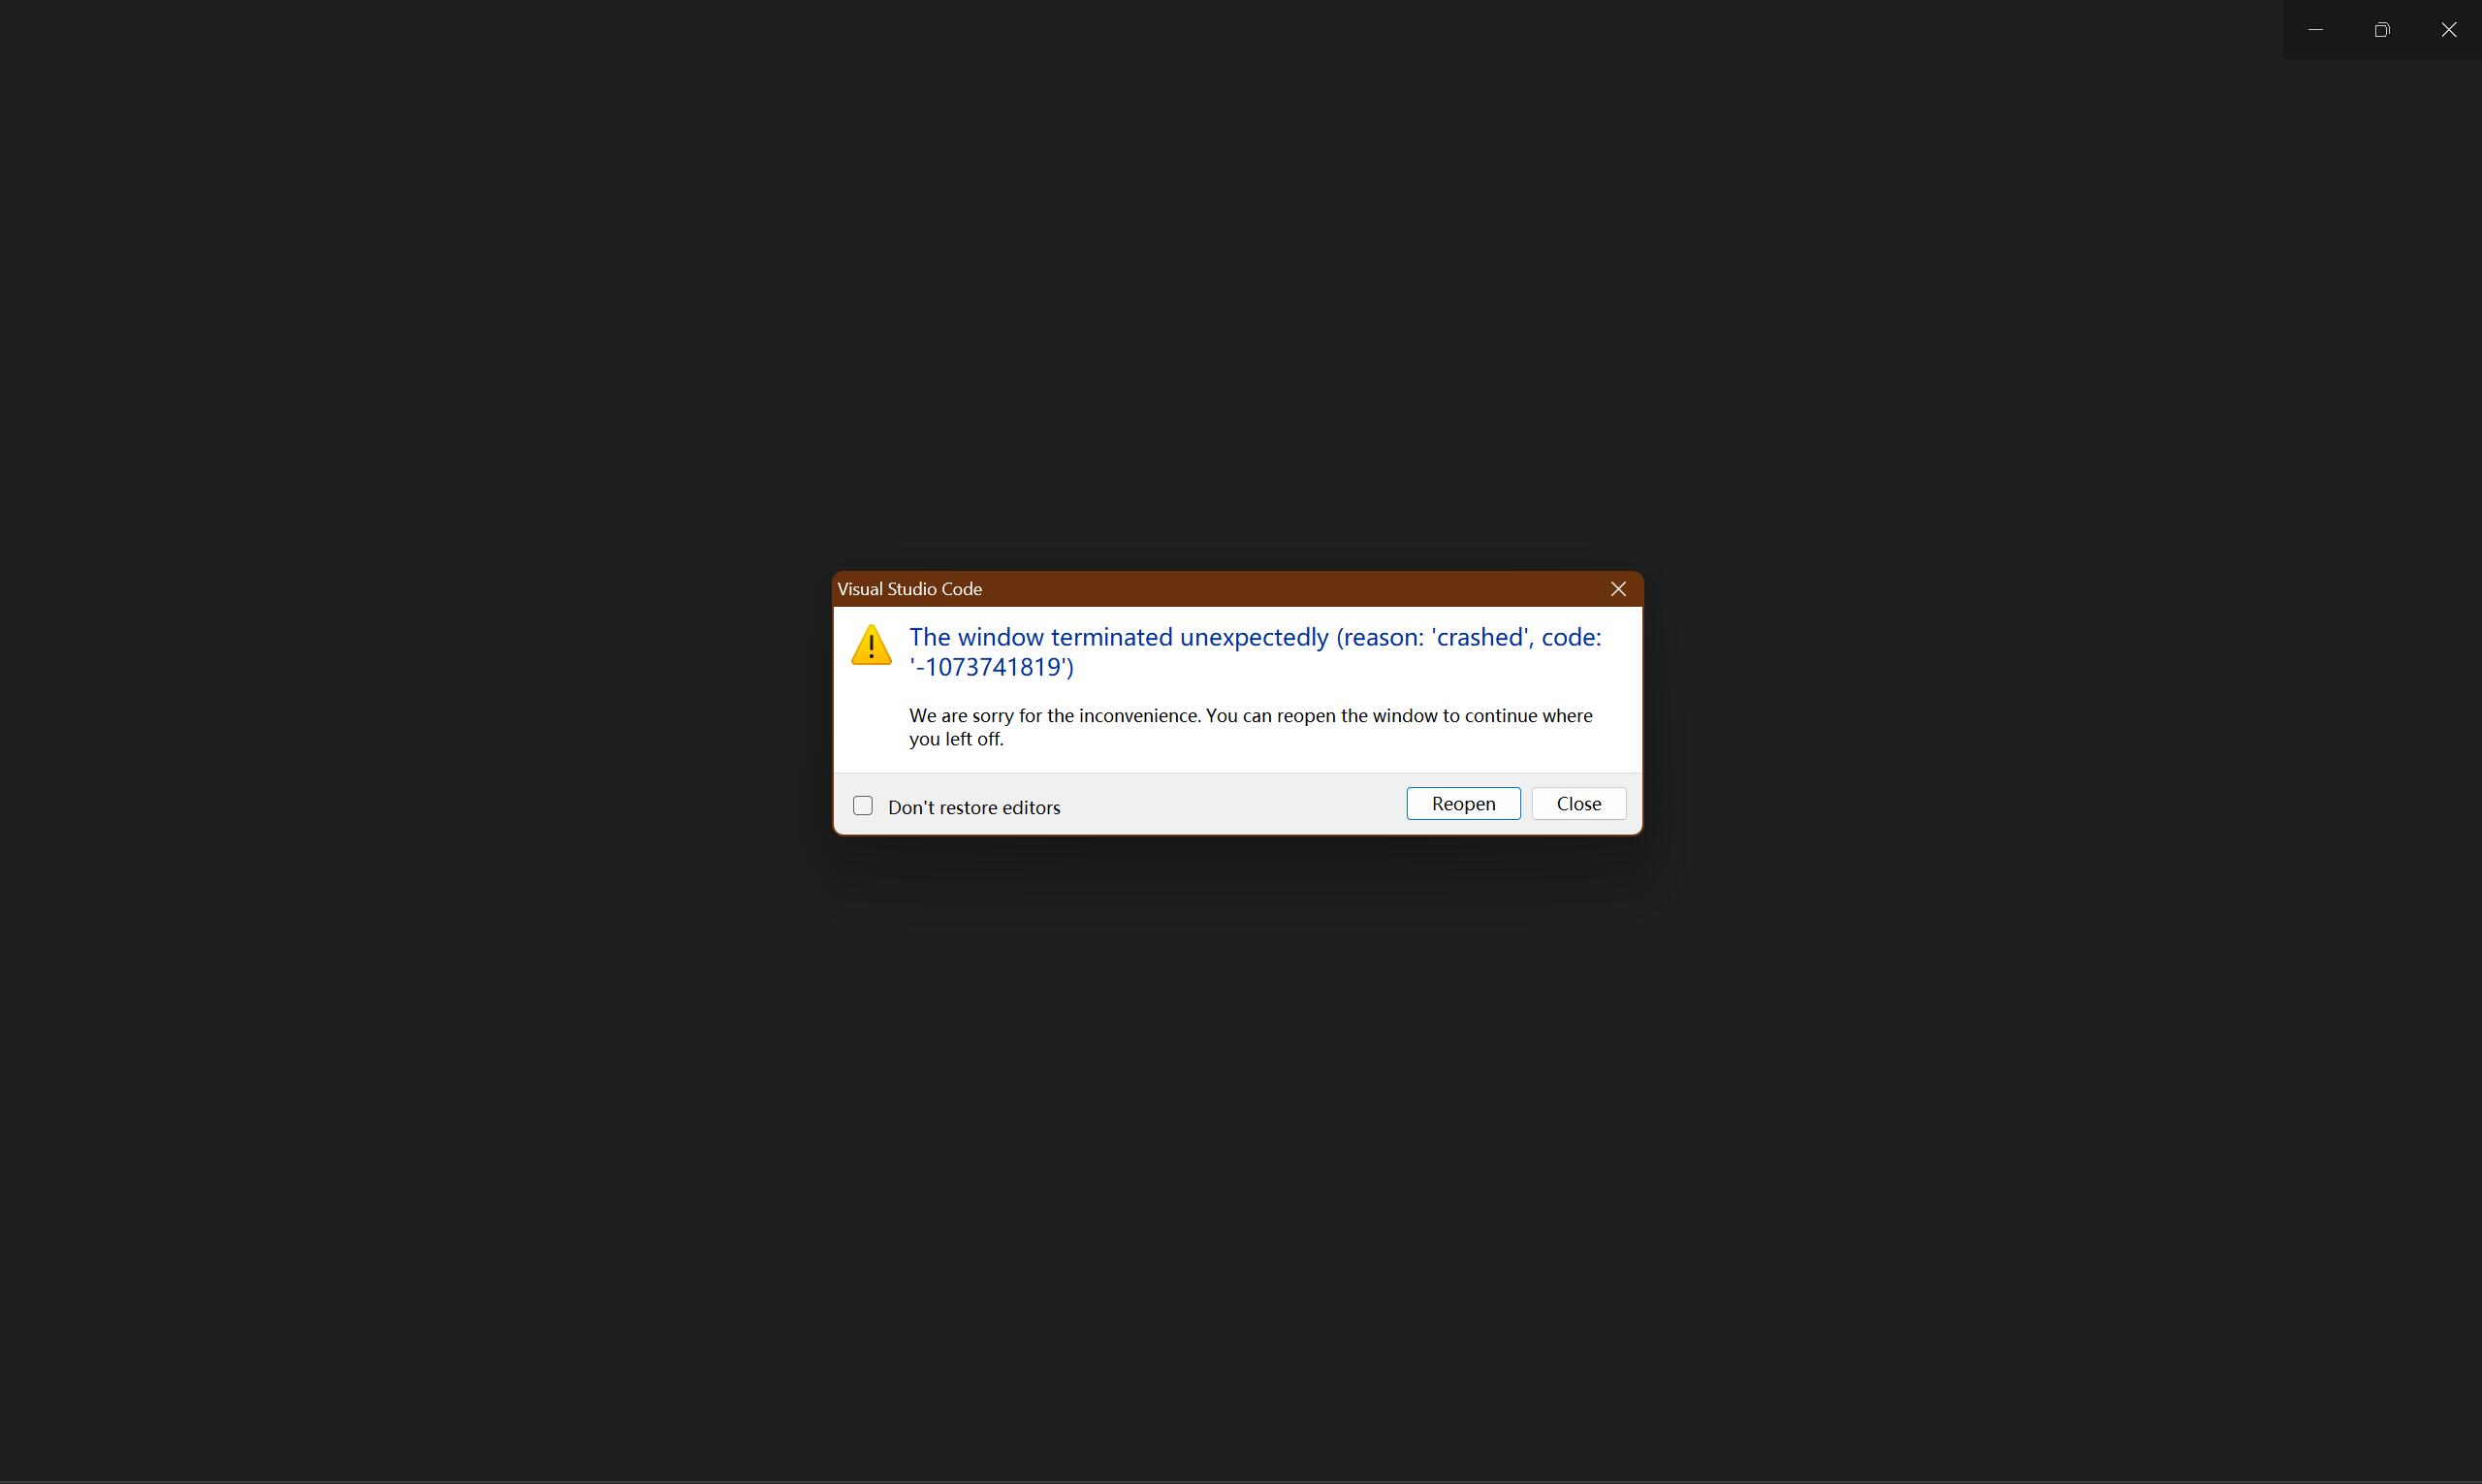 Visual Studio Code
The window terminated unexpectedly (reason: 'crashed', code:
'-1073741819')
We are sorry for the inconvenience. You can reopen the window to continue where
you left off.
Don't restore editors
Reopen
Close